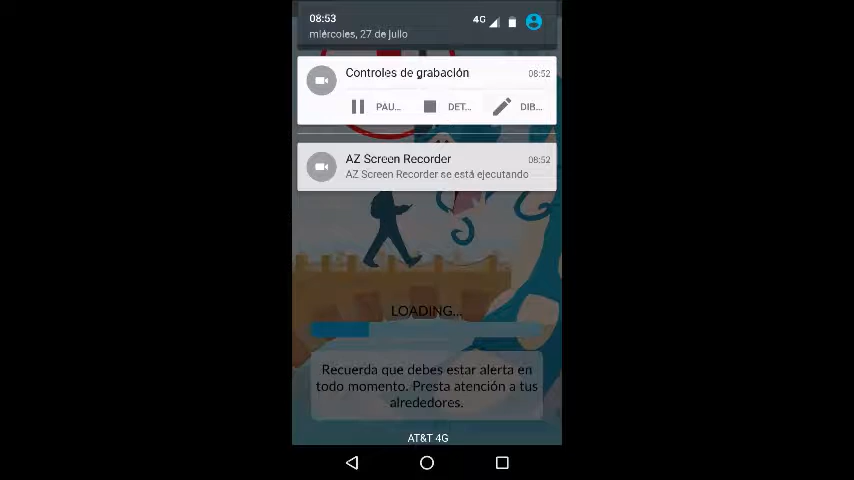 08:53
4G
miércoles, 27 de julio
Controles de grabación
08:52
PAU...
DET...
DIB...
AZ Screen Recorder
08:52
AZ Screen Recorder se está ejecutando
LOADING...
Recuerda que debes estar alerta en
todo momento. Presta atención a tus
alrededores.
AT&T 4G